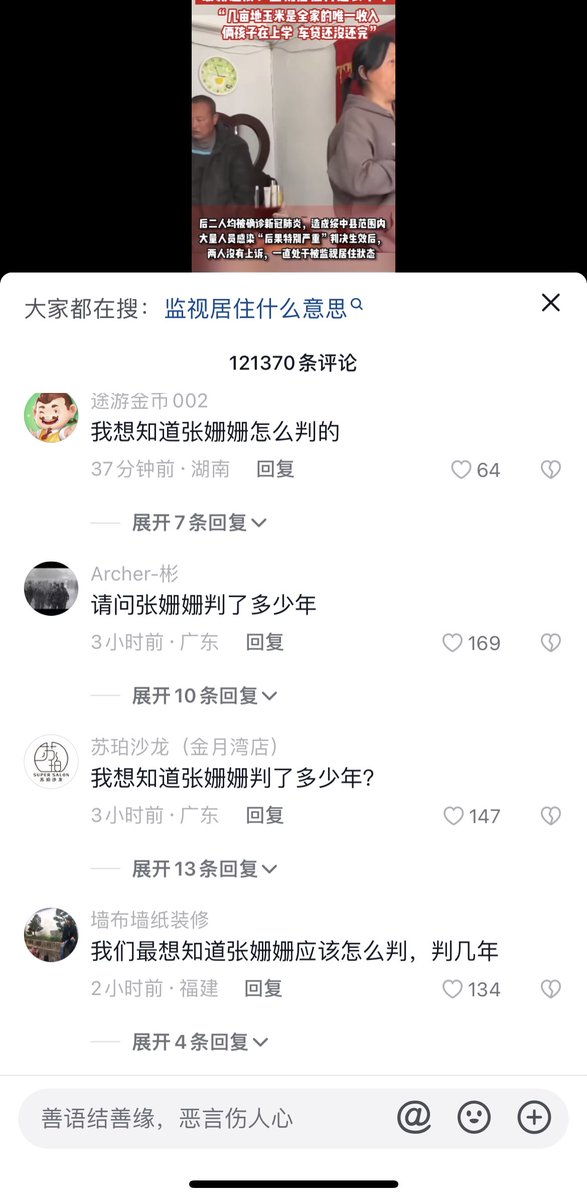 “几亩地玉米是全家的唯一收入
俩孩子在上学 车贷还没还完”
后二人均被确诊新冠肺炎，造成绥中县范围内
大量人员感染“后果特别严重”判决生效后，
两人没有上诉，一直处于被监视居住状态
大家都在搜：监视居住什么意思
121370条评论
途游金币002
我想知道张姗姗怎么判的
37分钟前·湖南 回复 64
展开7条回复
Archer-彬
请问张姗姗判了多少年
3小时前·广东 回复 169
展开10条回复
苏珀沙龙（金月湾店）
我想知道张姗姗判了多少年？
3小时前·广东 回复 147
展开13条回复
SUPER SALON
苏珀沙龙
墙布墙纸装修
我们最想知道张姗姗应该怎么判，判几年
2小时前·福建 回复 134
展开4条回复
善语结善缘，恶言伤人心